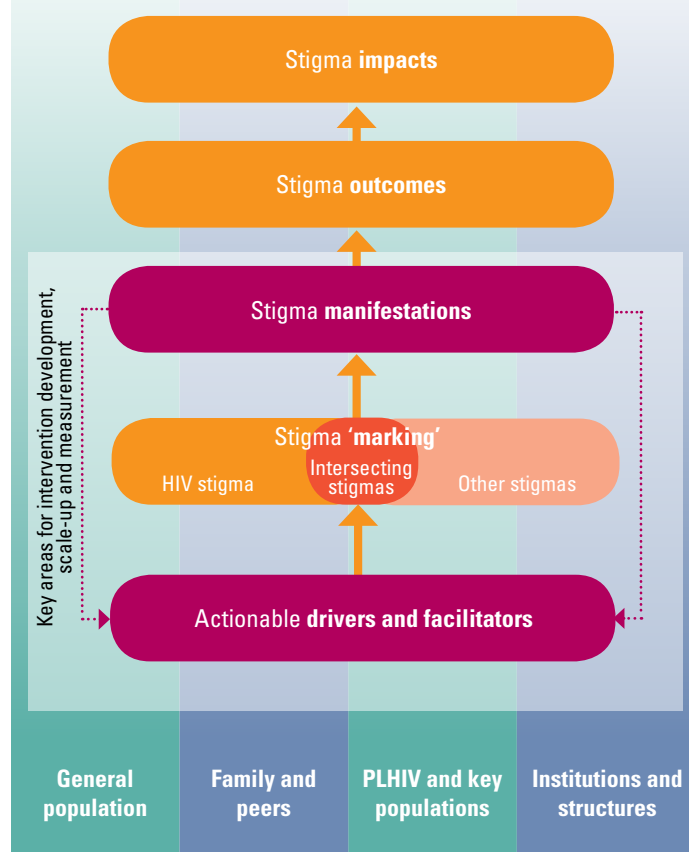 Stigma impacts
Stigma outcomes
Stigma manifestations
Key areas for intervention development,
scale-up and measurement
Stigma 'marking'
HIV stigma
Intersecting
stigmas
Other stigmas
Actionable drivers and facilitators
General
population
Family and
peers
PLHIV and key
populations
Institutions and
structures